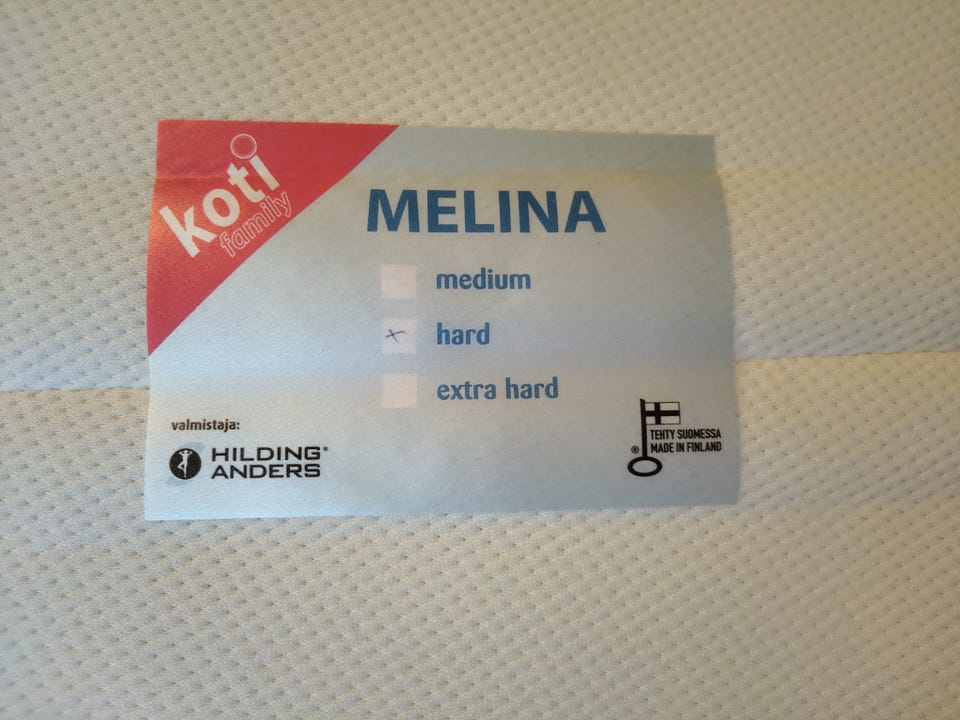 koti
family
MELINA
medium
x hard
extra hard
valmistaja:
HILDING®
ANDERS
TEHTY SUOMESSA
® MADE IN FINLAND